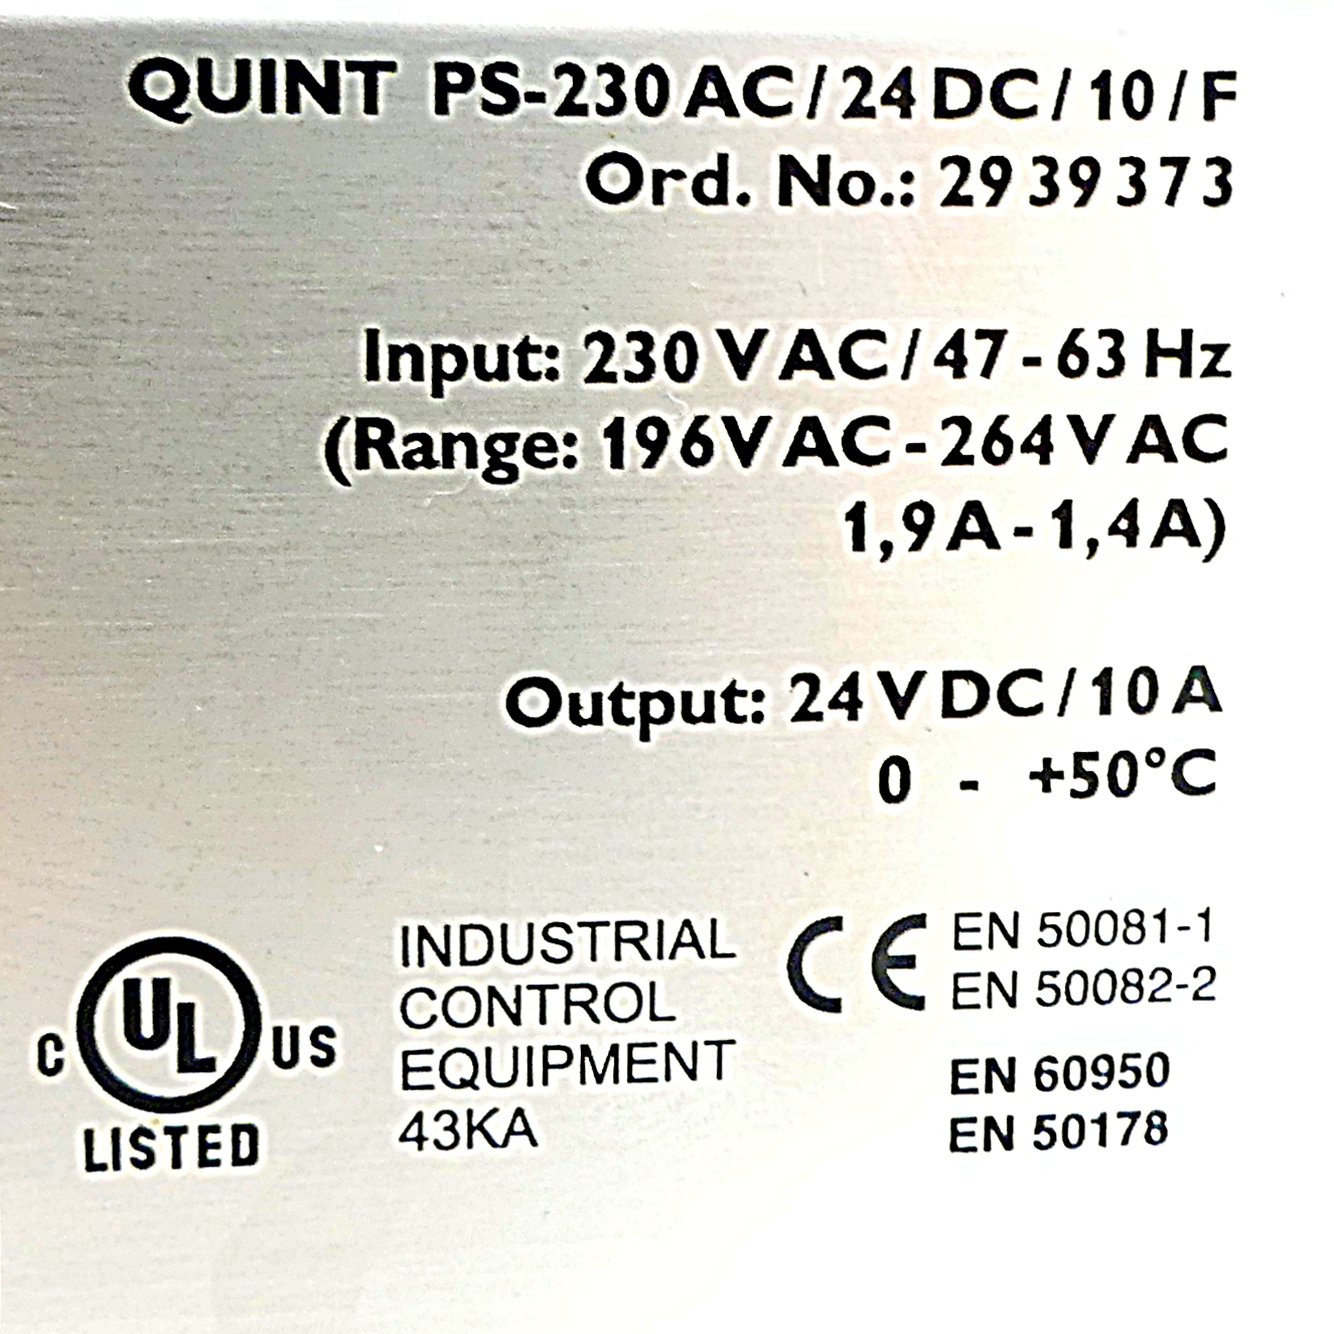 QUINT PS-230 AC/24 DC/10/F
Ord. No.: 29 39 37 3
Input: 230 V AC/47 - 63 Hz
(Range: 196 V AC - 264 V AC
1,9 A - 1,4 A)
Output: 24 V DC/10 A
0 - +50°C
C UL US
LISTED
INDUSTRIAL
CONTROL
EQUIPMENT
43KA
CE
EN 50081-1
EN 50082-2
EN 60950
EN 50178